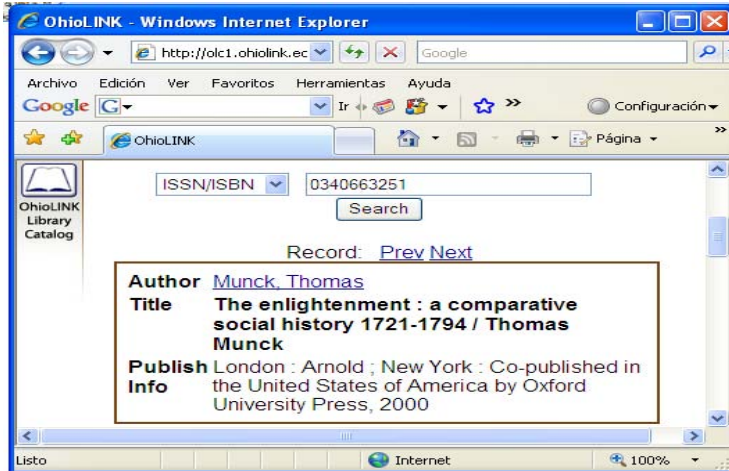 OhioLINK - Windows Internet Explorer
http://olc1.ohiolink.ec
Google
Archivo Edición Ver Favoritos Herramientas Ayuda
Google G Ir » Configuración
OhioLINK Página »
OhioLINK
Library
Catalog
ISSN/ISBN 0340663251
Search
Record: Prev Next
Author Munck, Thomas
Title The enlightenment : a comparative
social history 1721-1794 / Thomas
Munck
Publish London : Arnold ; New York : Co-published in
Info the United States of America by Oxford
University Press, 2000
Listo Internet 100%